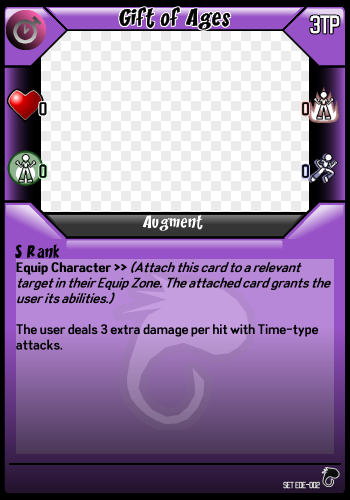 Gift of Ages
3TP
0
0
0
0
Augment
S Rank
Equip Character >> (Attach this card to a relevant
target in their Equip Zone. The attached card grants the
user its abilities.)
The user deals 3 extra damage per hit with Time-type
attacks.
SET EOE-002